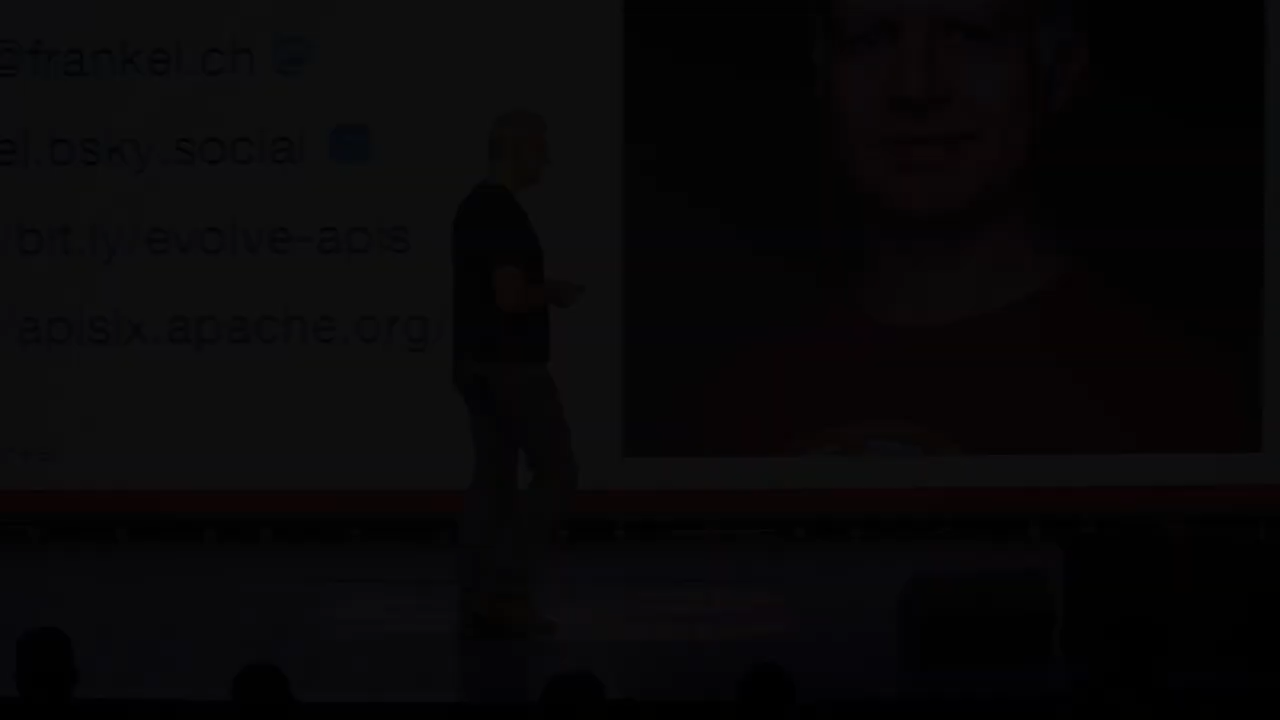 @frankel.ch
el.bsky.social
bit.ly/evolve-apis
apisix.apache.org/